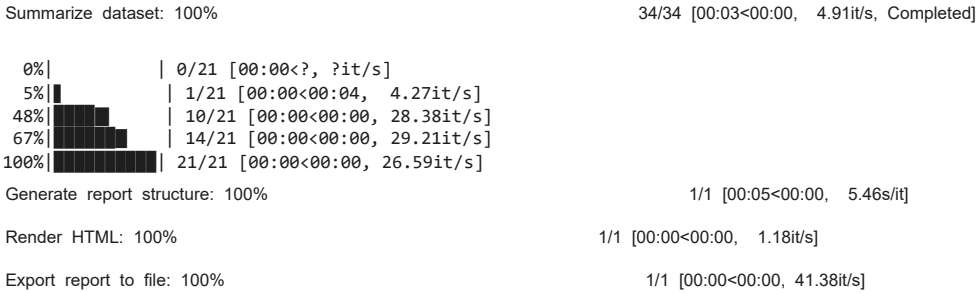 Summarize dataset: 100% 34/34 [00:03<00:00, 4.91it/s, Completed]
0%| | 0/21 [00:00<?, ?it/s]
5%|▌ | 1/21 [00:00<00:04, 4.27it/s]
48%|████▊ | 10/21 [00:00<00:00, 28.38it/s]
67%|██████▋ | 14/21 [00:00<00:00, 29.21it/s]
100%|██████████| 21/21 [00:00<00:00, 26.59it/s]
Generate report structure: 100% 1/1 [00:05<00:00, 5.46s/it]
Render HTML: 100% 1/1 [00:00<00:00, 1.18it/s]
Export report to file: 100% 1/1 [00:00<00:00, 41.38it/s]